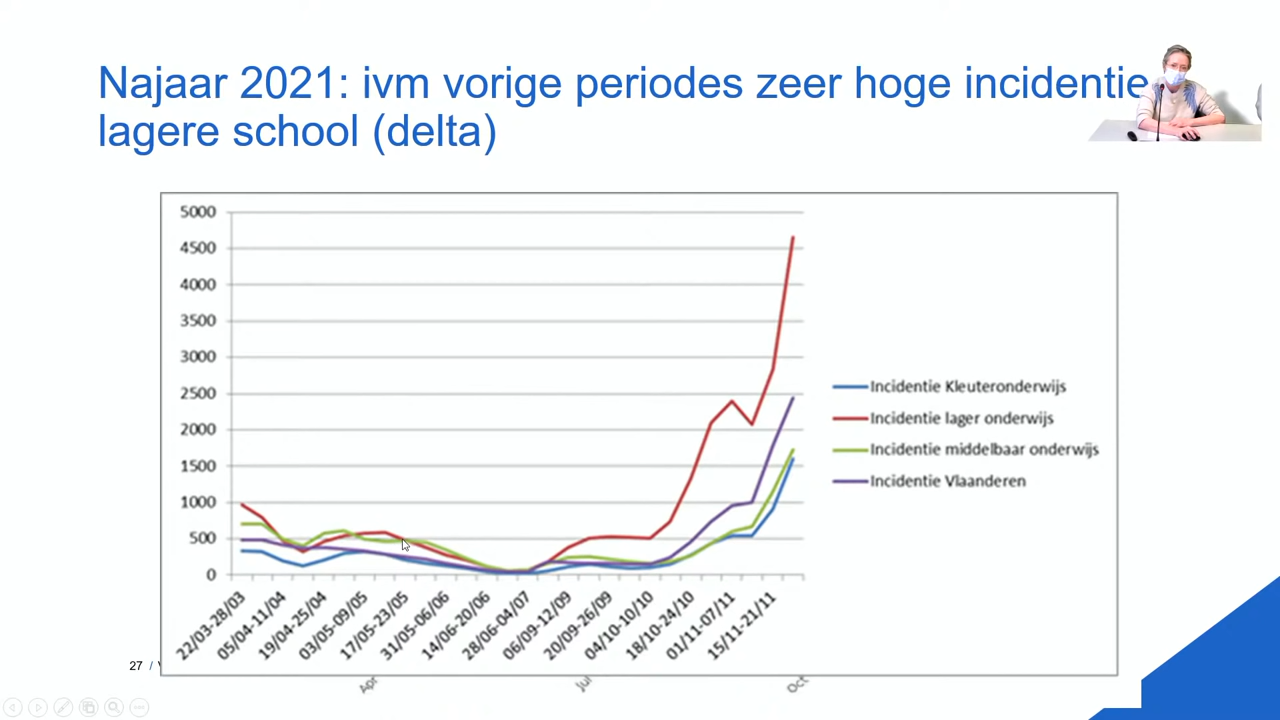 Najaar 2021: ivm vorige periodes zeer hoge incidentie
lagere school (delta)
5000
4500
4000
3500
3000
2500
2000
1500
1000
500
0
Incidentie Kleuteronderwijs
Incidentie lager onderwijs
Incidentie middelbaar onderwijs
Incidentie Vlaanderen
22/03-28/03
05/04-11/04
19/04-25/04
03/05-09/05
17/05-23/05
31/05-06/06
14/06-20/06
28/06-04/07
06/09-12/09
20/09-26/09
04/10-10/10
18/10-24/10
01/11-07/11
15/11-21/11
27 /
Apr
Jul
Oct